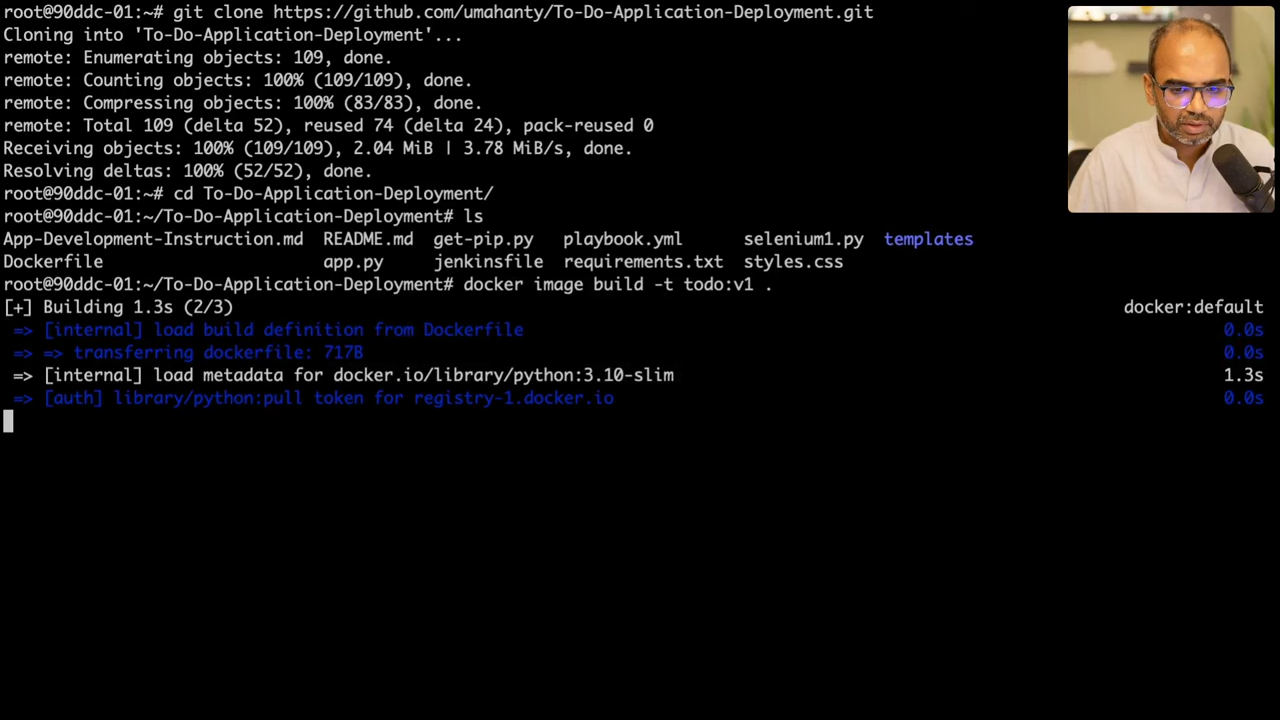 root@90ddc-01:~# git clone https://github.com/umahanty/To-Do-Application-Deployment.git
Cloning into 'To-Do-Application-Deployment'...
remote: Enumerating objects: 109, done.
remote: Counting objects: 100% (109/109), done.
remote: Compressing objects: 100% (83/83), done.
remote: Total 109 (delta 52), reused 74 (delta 24), pack-reused 0
Receiving objects: 100% (109/109), 2.04 MiB | 3.78 MiB/s, done.
Resolving deltas: 100% (52/52), done.
root@90ddc-01:~# cd To-Do-Application-Deployment/
root@90ddc-01:~/To-Do-Application-Deployment# ls
App-Development-Instruction.md README.md get-pip.py playbook.yml selenium1.py templates
Dockerfile app.py jenkinsfile requirements.txt styles.css
root@90ddc-01:~/To-Do-Application-Deployment# docker image build -t todo:v1 .
[+] Building 1.3s (2/3) docker:default
=> [internal] load build definition from Dockerfile 0.0s
=> => transferring dockerfile: 717B 0.0s
=> [internal] load metadata for docker.io/library/python:3.10-slim 1.3s
=> [auth] library/python:pull token for registry-1.docker.io 0.0s